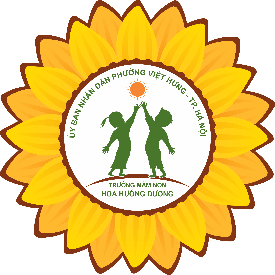 ỦY BAN NHÂN DÂN PHƯỜNG VIỆT HƯNG - TP. HÀ NỘI
TRƯỜNG MẦM NON
HOA HƯỚNG DƯƠNG